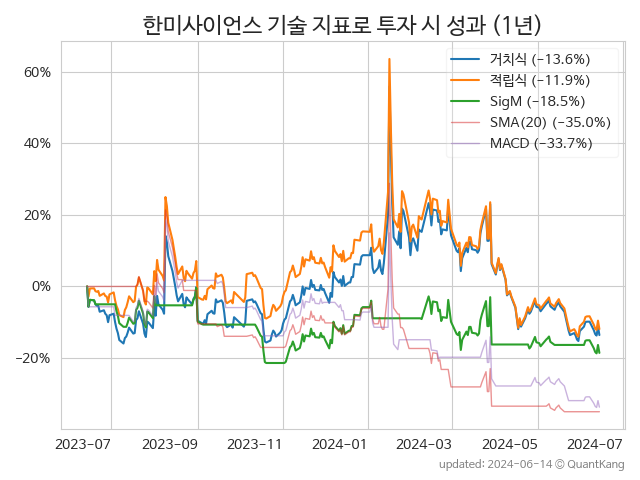 한미사이언스 기술 지표로 투자 시 성과 (1년)
60%
40%
20%
0%
−20%
거치식 (−13.6%)
적립식 (−11.9%)
SigM (−18.5%)
SMA(20) (−35.0%)
MACD (−33.7%)
2023-07
2023-09
2023-11
2024-01
2024-03
2024-05
2024-07
updated: 2024-06-14 © QuantKang